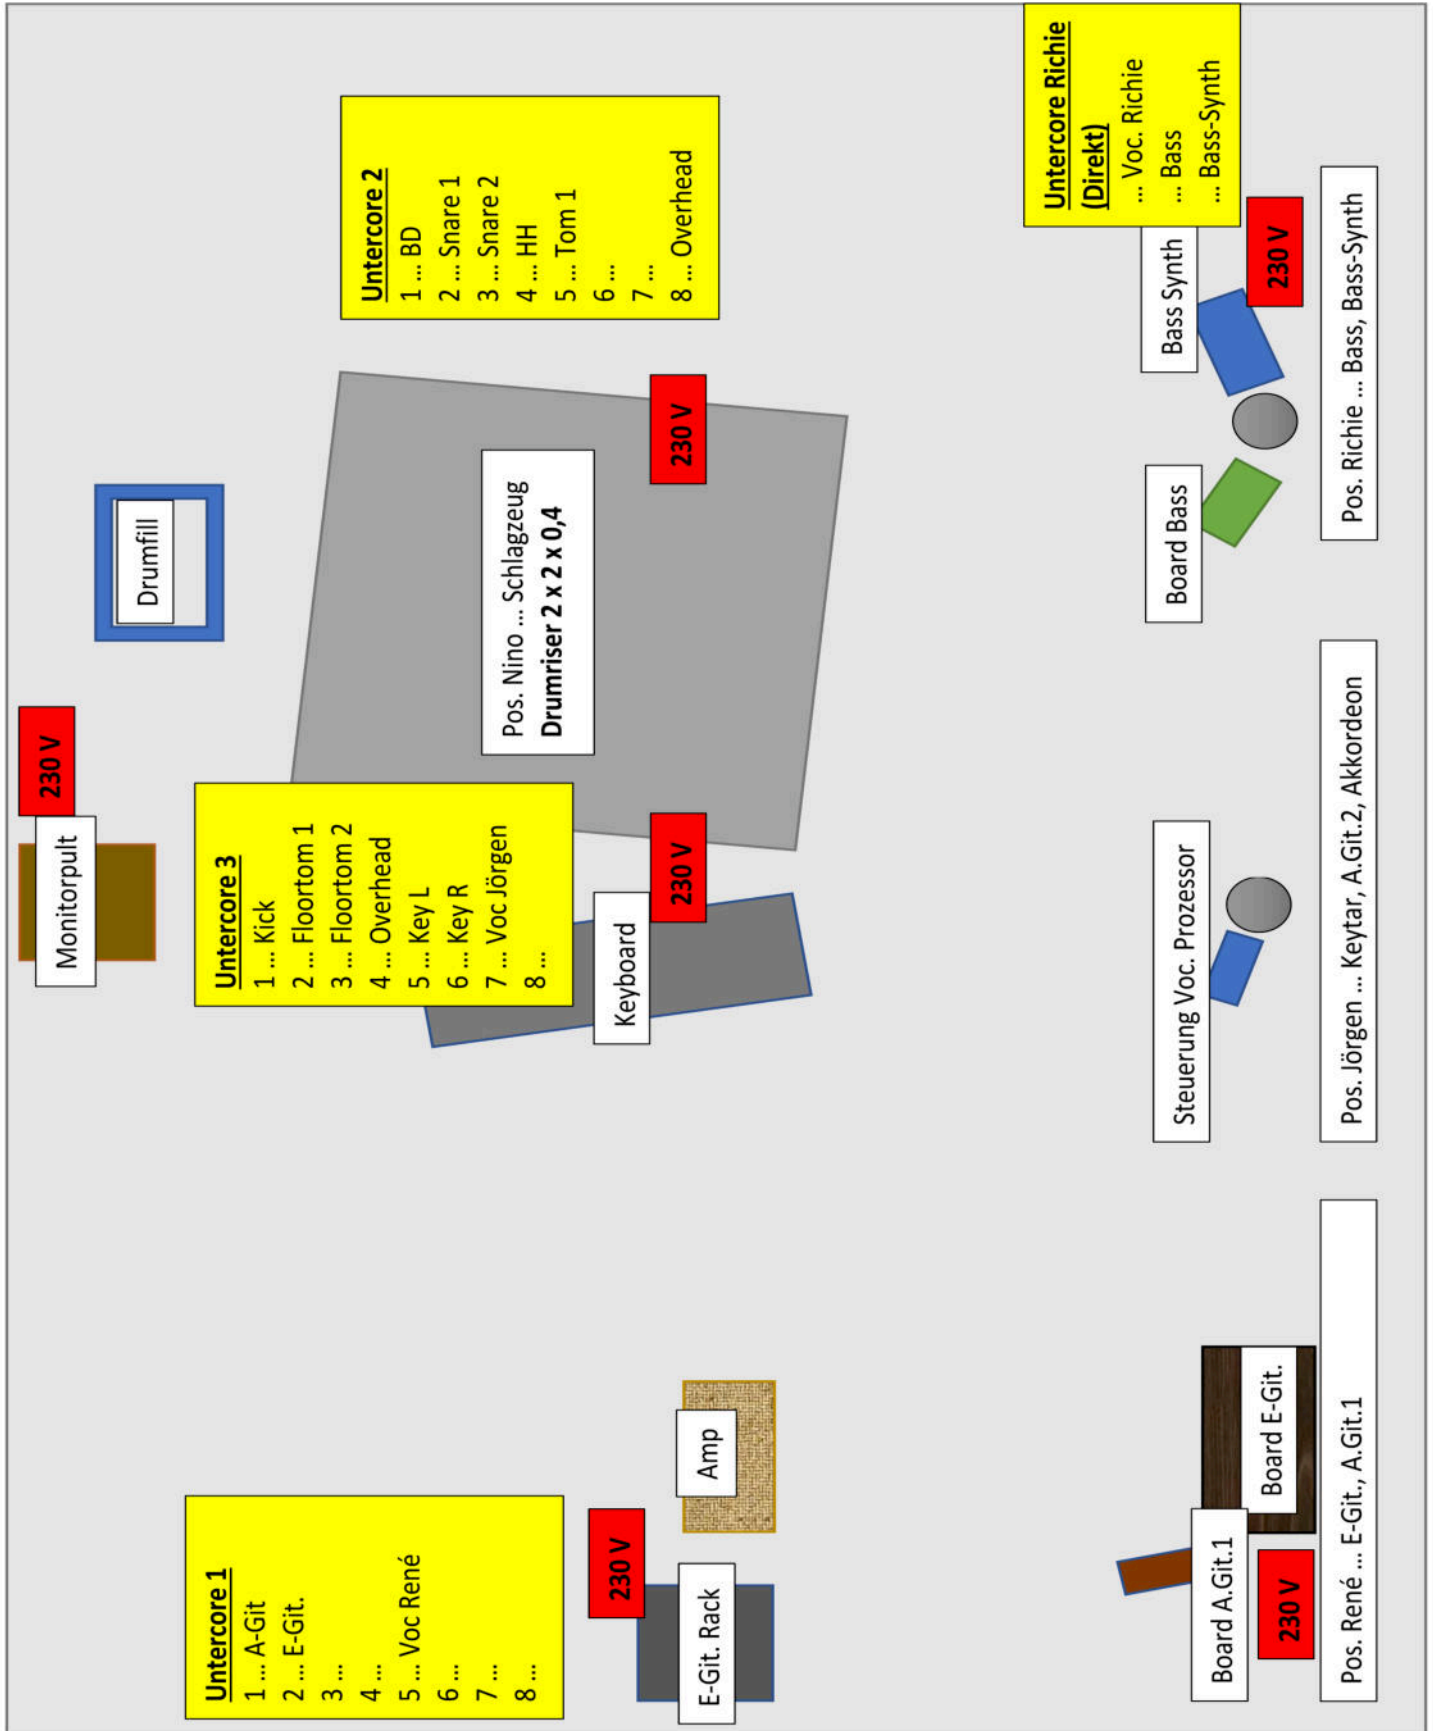 Monitorpult
230 V
Drumfill
Untercore 1
1 ... A-Git
2 ... E-Git.
3 ...
4 ...
5 ... Voc René
6 ...
7 ...
8 ...
Untercore 3
1 ... Kick
2 ... Floortom 1
3 ... Floortom 2
4 ... Overhead
5 ... Key L
6 ... Key R
7 ... Voc Jörgen
8 ...
Untercore 2
1 ... BD
2 ... Snare 1
3 ... Snare 2
4 ... HH
5 ... Tom 1
6 ...
7 ...
8 ... Overhead
Pos. Nino ... Schlagzeug
Drumriser 2 x 2 x 0,4
230 V
E-Git. Rack
Amp
Keyboard
230 V
230 V
Untercore Richie
(Direkt)
... Voc. Richie
... Bass
... Bass-Synth
Board A.Git.1
Board E-Git.
230 V
Steuerung Voc. Prozessor
Board Bass
Bass Synth
230 V
Pos. René ... E-Git., A.Git.1
Pos. Jörgen ... Keytar, A.Git.2, Akkordeon
Pos. Richie ... Bass, Bass-Synth